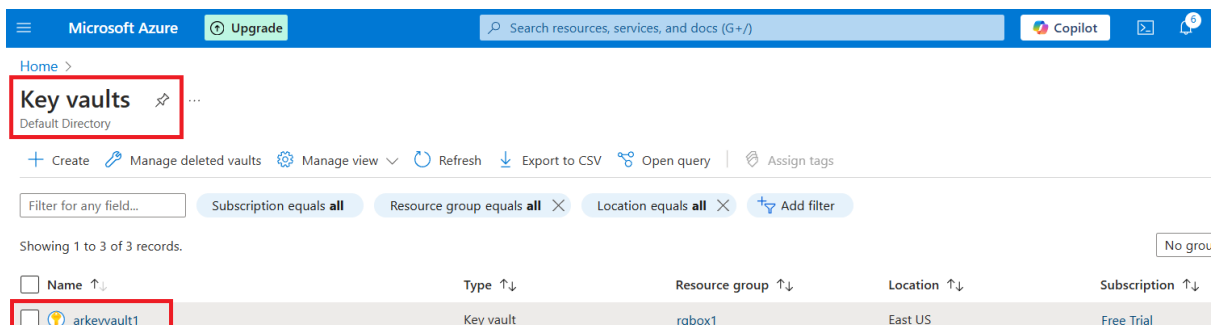 Microsoft Azure Upgrade Search resources, services, and docs (G+/) Copilot 6
Home >
Key vaults ...
Default Directory
+ Create Manage deleted vaults Manage view Refresh Export to CSV Open query Assign tags
Filter for any field... Subscription equals all Resource group equals all Location equals all Add filter
Showing 1 to 3 of 3 records. No grou
Name Type Resource group Location Subscription
arkeyvault1 Key vault rgbox1 East US Free Trial